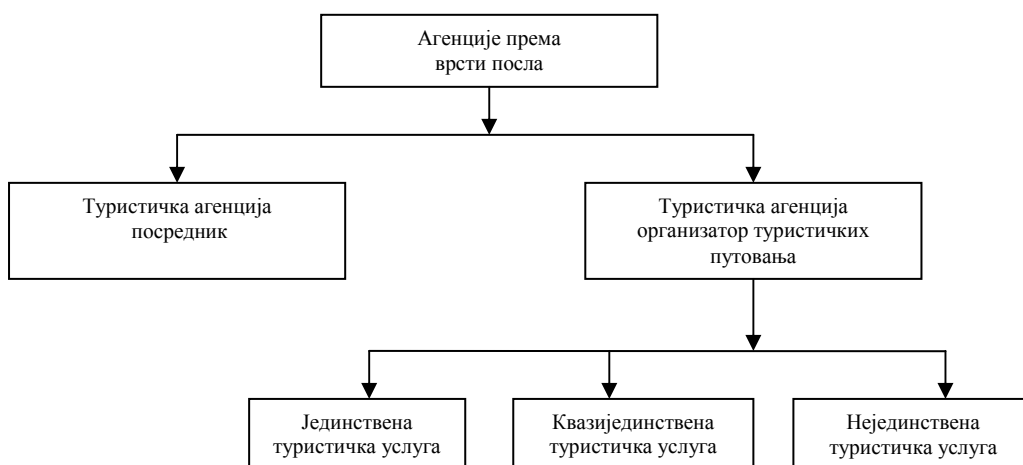 Агенције према
врсти посла
Туристичка агенција
посредник
Туристичка агенција
организатор туристичких
путовања
Јединствена
туристичка услуга
Квазијединствена
туристичка услуга
Нејединствена
туристичка услуга